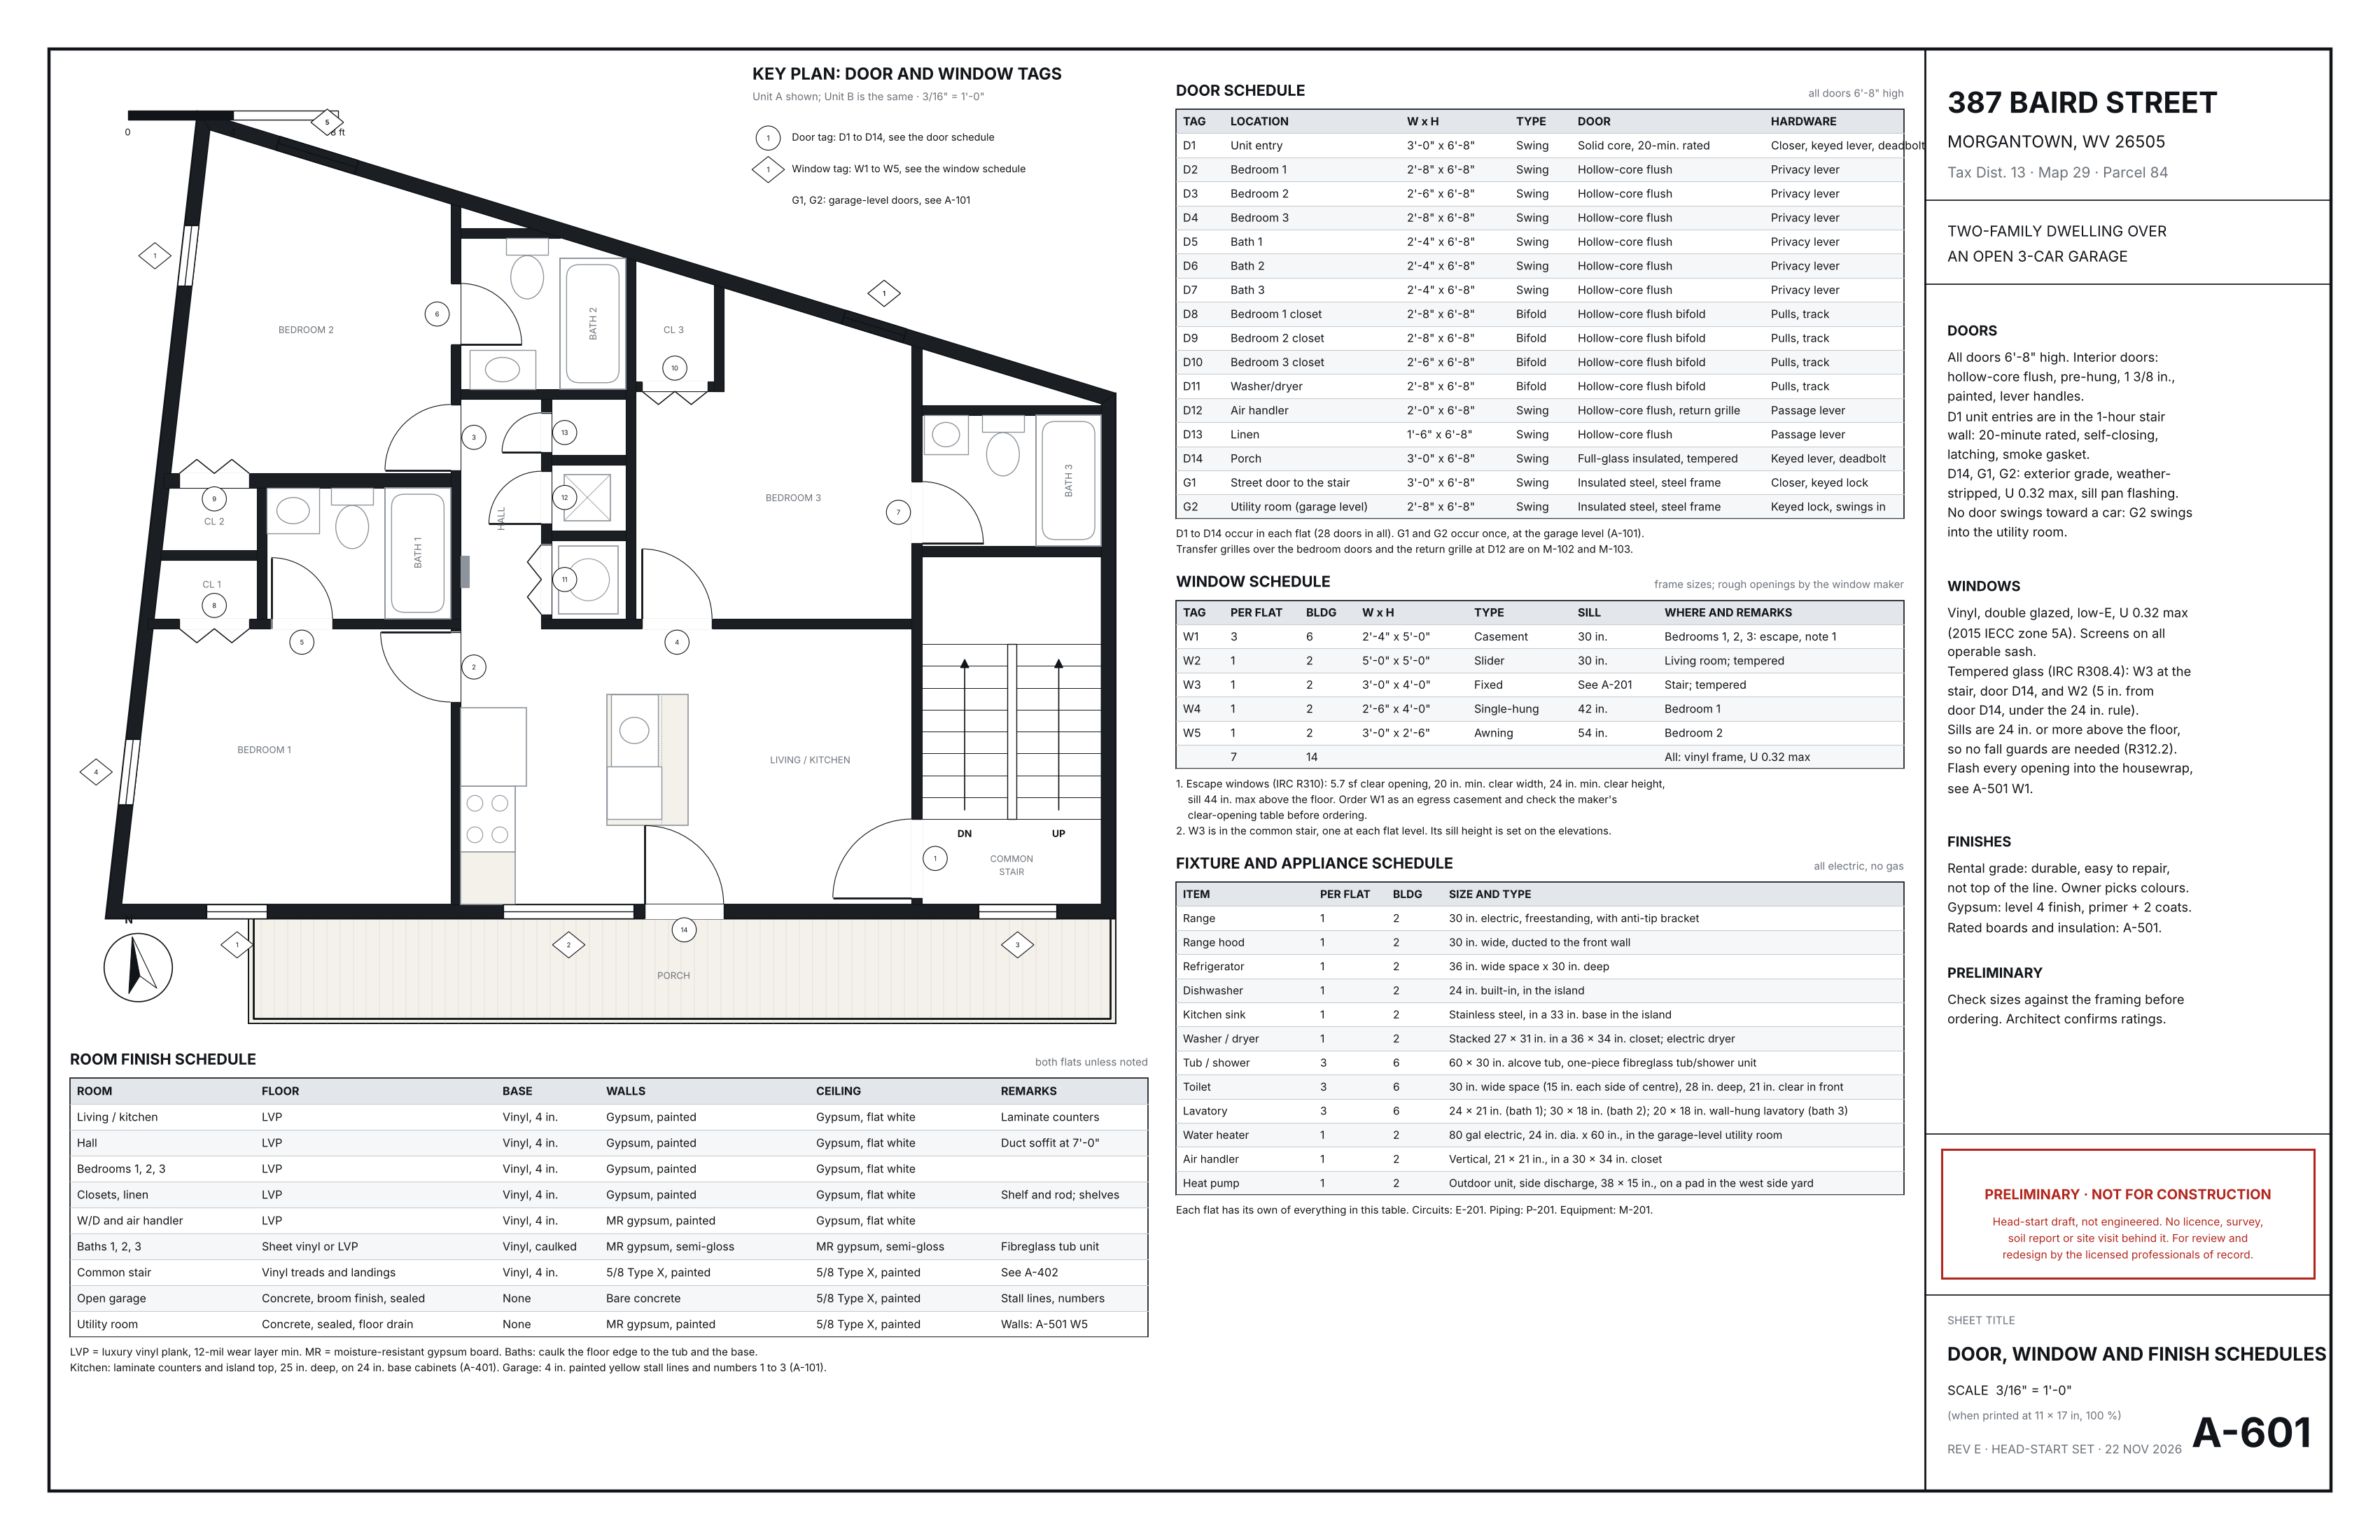 KEY PLAN: DOOR AND WINDOW TAGS
Unit A shown; Unit B is the same · 3/16" = 1'-0"
1 Door tag: D1 to D14, see the door schedule
1 Window tag: W1 to W5, see the window schedule
G1, G2: garage-level doors, see A-101
0
8 ft
5
1
1
6
BEDROOM 2
BATH 2
CL 3
10
3
13
9
CL 2
12
HALL
BEDROOM 3
7
BATH 3
BATH 1
CL 1
8
11
5
4
2
BEDROOM 1
4
LIVING / KITCHEN
DN
UP
1
COMMON
STAIR
N
1
2
14
3
PORCH
ROOM FINISH SCHEDULE
both flats unless noted
ROOM FLOOR BASE WALLS CEILING REMARKS
Living / kitchen LVP Vinyl, 4 in. Gypsum, painted Gypsum, flat white Laminate counters
Hall LVP Vinyl, 4 in. Gypsum, painted Gypsum, flat white Duct soffit at 7'-0"
Bedrooms 1, 2, 3 LVP Vinyl, 4 in. Gypsum, painted Gypsum, flat white
Closets, linen LVP Vinyl, 4 in. Gypsum, painted Gypsum, flat white Shelf and rod; shelves
W/D and air handler LVP Vinyl, 4 in. MR gypsum, painted Gypsum, flat white
Baths 1, 2, 3 Sheet vinyl or LVP Vinyl, caulked MR gypsum, semi-gloss MR gypsum, semi-gloss Fibreglass tub unit
Common stair Vinyl treads and landings Vinyl, 4 in. 5/8 Type X, painted 5/8 Type X, painted See A-402
Open garage Concrete, broom finish, sealed None Bare concrete 5/8 Type X, painted Stall lines, numbers
Utility room Concrete, sealed, floor drain None MR gypsum, painted 5/8 Type X, painted Walls: A-501 W5
LVP = luxury vinyl plank, 12-mil wear layer min. MR = moisture-resistant gypsum board. Baths: caulk the floor edge to the tub and the base.
Kitchen: laminate counters and island top, 25 in. deep, on 24 in. base cabinets (A-401). Garage: 4 in. painted yellow stall lines and numbers 1 to 3 (A-101).
DOOR SCHEDULE
all doors 6'-8" high
TAG LOCATION W x H TYPE DOOR HARDWARE
D1 Unit entry 3'-0" x 6'-8" Swing Solid core, 20-min. rated Closer, keyed lever, deadbolt
D2 Bedroom 1 2'-8" x 6'-8" Swing Hollow-core flush Privacy lever
D3 Bedroom 2 2'-6" x 6'-8" Swing Hollow-core flush Privacy lever
D4 Bedroom 3 2'-8" x 6'-8" Swing Hollow-core flush Privacy lever
D5 Bath 1 2'-4" x 6'-8" Swing Hollow-core flush Privacy lever
D6 Bath 2 2'-4" x 6'-8" Swing Hollow-core flush Privacy lever
D7 Bath 3 2'-4" x 6'-8" Swing Hollow-core flush Privacy lever
D8 Bedroom 1 closet 2'-8" x 6'-8" Bifold Hollow-core flush bifold Pulls, track
D9 Bedroom 2 closet 2'-8" x 6'-8" Bifold Hollow-core flush bifold Pulls, track
D10 Bedroom 3 closet 2'-6" x 6'-8" Bifold Hollow-core flush bifold Pulls, track
D11 Washer/dryer 2'-8" x 6'-8" Bifold Hollow-core flush bifold Pulls, track
D12 Air handler 2'-0" x 6'-8" Swing Hollow-core flush, return grille Passage lever
D13 Linen 1'-6" x 6'-8" Swing Hollow-core flush Passage lever
D14 Porch 3'-0" x 6'-8" Swing Full-glass insulated, tempered Keyed lever, deadbolt
G1 Street door to the stair 3'-0" x 6'-8" Swing Insulated steel, steel frame Closer, keyed lock
G2 Utility room (garage level) 2'-8" x 6'-8" Swing Insulated steel, steel frame Keyed lock, swings in
D1 to D14 occur in each flat (28 doors in all). G1 and G2 occur once, at the garage level (A-101).
Transfer grilles over the bedroom doors and the return grille at D12 are on M-102 and M-103.
WINDOW SCHEDULE
frame sizes; rough openings by the window maker
TAG PER FLAT BLDG W x H TYPE SILL WHERE AND REMARKS
W1 3 6 2'-4" x 5'-0" Casement 30 in. Bedrooms 1, 2, 3: escape, note 1
W2 1 2 5'-0" x 5'-0" Slider 30 in. Living room; tempered
W3 1 2 3'-0" x 4'-0" Fixed See A-201 Stair; tempered
W4 1 2 2'-6" x 4'-0" Single-hung 42 in. Bedroom 1
W5 1 2 3'-0" x 2'-6" Awning 54 in. Bedroom 2
7 14 All: vinyl frame, U 0.32 max
1. Escape windows (IRC R310): 5.7 sf clear opening, 20 in. min. clear width, 24 in. min. clear height,
sill 44 in. max above the floor. Order W1 as an egress casement and check the maker's
clear-opening table before ordering.
2. W3 is in the common stair, one at each flat level. Its sill height is set on the elevations.
FIXTURE AND APPLIANCE SCHEDULE
all electric, no gas
ITEM PER FLAT BLDG SIZE AND TYPE
Range 1 2 30 in. electric, freestanding, with anti-tip bracket
Range hood 1 2 30 in. wide, ducted to the front wall
Refrigerator 1 2 36 in. wide space x 30 in. deep
Dishwasher 1 2 24 in. built-in, in the island
Kitchen sink 1 2 Stainless steel, in a 33 in. base in the island
Washer / dryer 1 2 Stacked 27 × 31 in. in a 36 × 34 in. closet; electric dryer
Tub / shower 3 6 60 × 30 in. alcove tub, one-piece fibreglass tub/shower unit
Toilet 3 6 30 in. wide space (15 in. each side of centre), 28 in. deep, 21 in. clear in front
Lavatory 3 6 24 × 21 in. (bath 1); 30 × 18 in. (bath 2); 20 × 18 in. wall-hung lavatory (bath 3)
Water heater 1 2 80 gal electric, 24 in. dia. x 60 in., in the garage-level utility room
Air handler 1 2 Vertical, 21 × 21 in., in a 30 × 34 in. closet
Heat pump 1 2 Outdoor unit, side discharge, 38 × 15 in., on a pad in the west side yard
Each flat has its own of everything in this table. Circuits: E-201. Piping: P-201. Equipment: M-201.
387 BAIRD STREET
MORGANTOWN, WV 26505
Tax Dist. 13 · Map 29 · Parcel 84
TWO-FAMILY DWELLING OVER
AN OPEN 3-CAR GARAGE
DOORS
All doors 6'-8" high. Interior doors:
hollow-core flush, pre-hung, 1 3/8 in.,
painted, lever handles.
D1 unit entries are in the 1-hour stair
wall: 20-minute rated, self-closing,
latching, smoke gasket.
D14, G1, G2: exterior grade, weather-
stripped, U 0.32 max, sill pan flashing.
No door swings toward a car: G2 swings
into the utility room.
WINDOWS
Vinyl, double glazed, low-E, U 0.32 max
(2015 IECC zone 5A). Screens on all
operable sash.
Tempered glass (IRC R308.4): W3 at the
stair, door D14, and W2 (5 in. from
door D14, under the 24 in. rule).
Sills are 24 in. or more above the floor,
so no fall guards are needed (R312.2).
Flash every opening into the housewrap,
see A-501 W1.
FINISHES
Rental grade: durable, easy to repair,
not top of the line. Owner picks colours.
Gypsum: level 4 finish, primer + 2 coats.
Rated boards and insulation: A-501.
PRELIMINARY
Check sizes against the framing before
ordering. Architect confirms ratings.
PRELIMINARY · NOT FOR CONSTRUCTION
Head-start draft, not engineered. No licence, survey,
soil report or site visit behind it. For review and
redesign by the licensed professionals of record.
SHEET TITLE
DOOR, WINDOW AND FINISH SCHEDULES
SCALE 3/16" = 1'-0"
(when printed at 11 × 17 in, 100 %)
REV E · HEAD-START SET · 22 NOV 2026
A-601